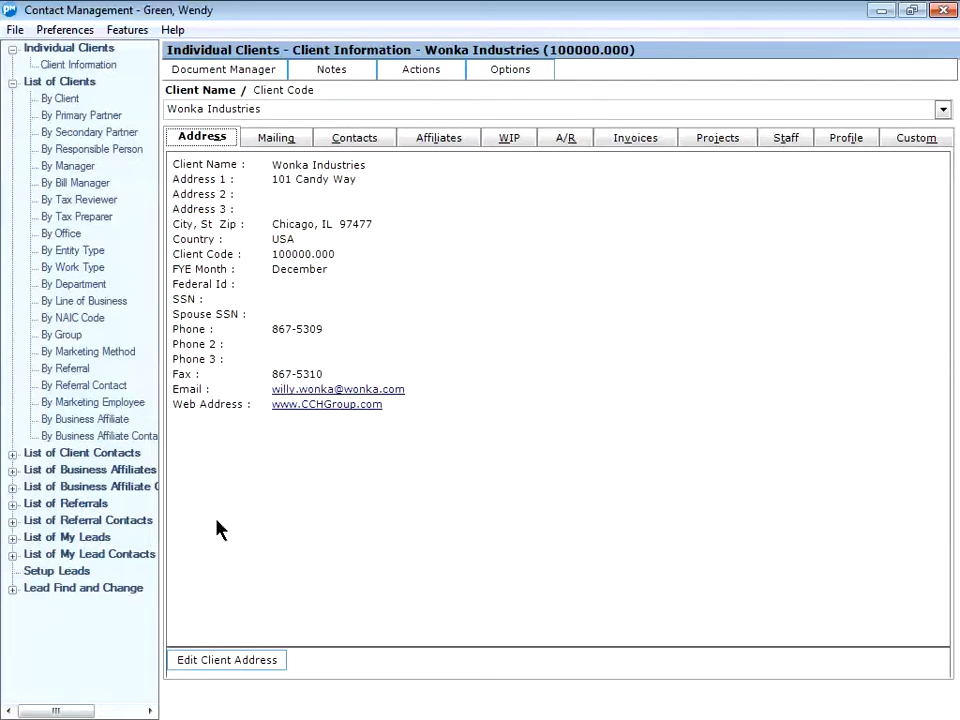 Contact Management - Green, Wendy
File Preferences Features Help
Individual Clients
Client Information
List of Clients
By Client
By Primary Partner
By Secondary Partner
By Responsible Person
By Manager
By Bill Manager
By Tax Reviewer
By Tax Preparer
By Office
By Entity Type
By Work Type
By Department
By Line of Business
By NAIC Code
By Group
By Marketing Method
By Referral
By Referral Contact
By Marketing Employee
By Business Affiliate
By Business Affiliate Conta
List of Client Contacts
List of Business Affiliates
List of Business Affiliate C
List of Referrals
List of Referral Contacts
List of My Leads
List of My Lead Contacts
Setup Leads
Lead Find and Change
Individual Clients - Client Information - Wonka Industries (100000.000)
Document Manager Notes Actions Options
Client Name / Client Code
Wonka Industries
Address Mailing Contacts Affiliates WIP A/R Invoices Projects Staff Profile Custom
Client Name : Wonka Industries
Address 1 : 101 Candy Way
Address 2 :
Address 3 :
City, St Zip : Chicago, IL 97477
Country : USA
Client Code : 100000.000
FYE Month : December
Federal Id :
SSN :
Spouse SSN :
Phone : 867-5309
Phone 2 :
Phone 3 :
Fax : 867-5310
Email : willy.wonka@wonka.com
Web Address : www.CCHGroup.com
Edit Client Address